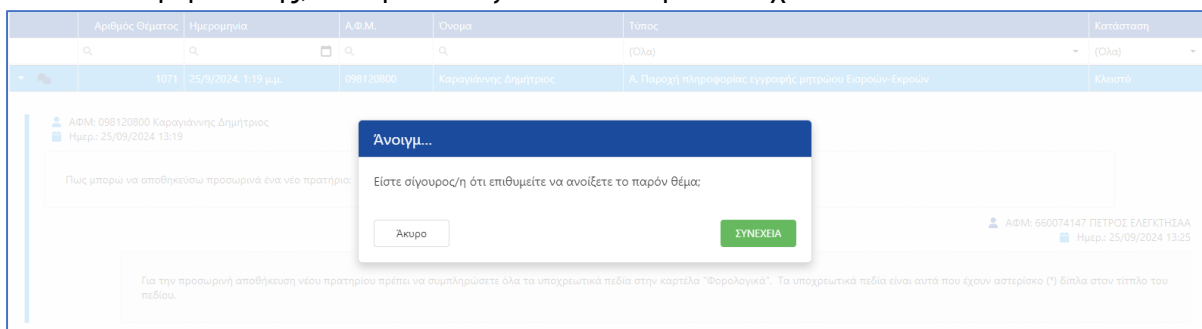 Αριθμός Θέματος Ημερομηνία Α.Φ.Μ. Όνομα Τύπος Κατάσταση
(Όλα) (Όλα)
1071 25/9/2024, 1:19 μ.μ. 098120800 Καραγιάννης Δημήτριος Α. Παροχή πληροφορίας εγγραφής μητρώου Εισροών-Εκροών Κλειστό
ΑΦΜ: 098120800 Καραγιάννης Δημήτριος
Ημερ.: 25/09/2024 13:19
Άνοιγμ...
Πως μπορώ να αποθηκεύσω προσωρινά ένα νέο πρατήριο;
Είστε σίγουρος/η ότι επιθυμείτε να ανοίξετε το παρόν θέμα;
Άκυρο ΣΥΝΕΧΕΙΑ
ΑΦΜ: 660074147 ΠΕΤΡΟΣ ΕΛΕΓΚΤΗΣΑΑ
Ημερ.: 25/09/2024 13:25
Για την προσωρινή αποθήκευση νέου πρατηρίου πρέπει να συμπληρώσετε όλα τα υποχρεωτικά πεδία στην καρτέλα "Φορολογικά". Τα υποχρεωτικά πεδία είναι αυτά που έχουν αστερίσκο (*) δίπλα στον τίτπλο του
πεδίου.